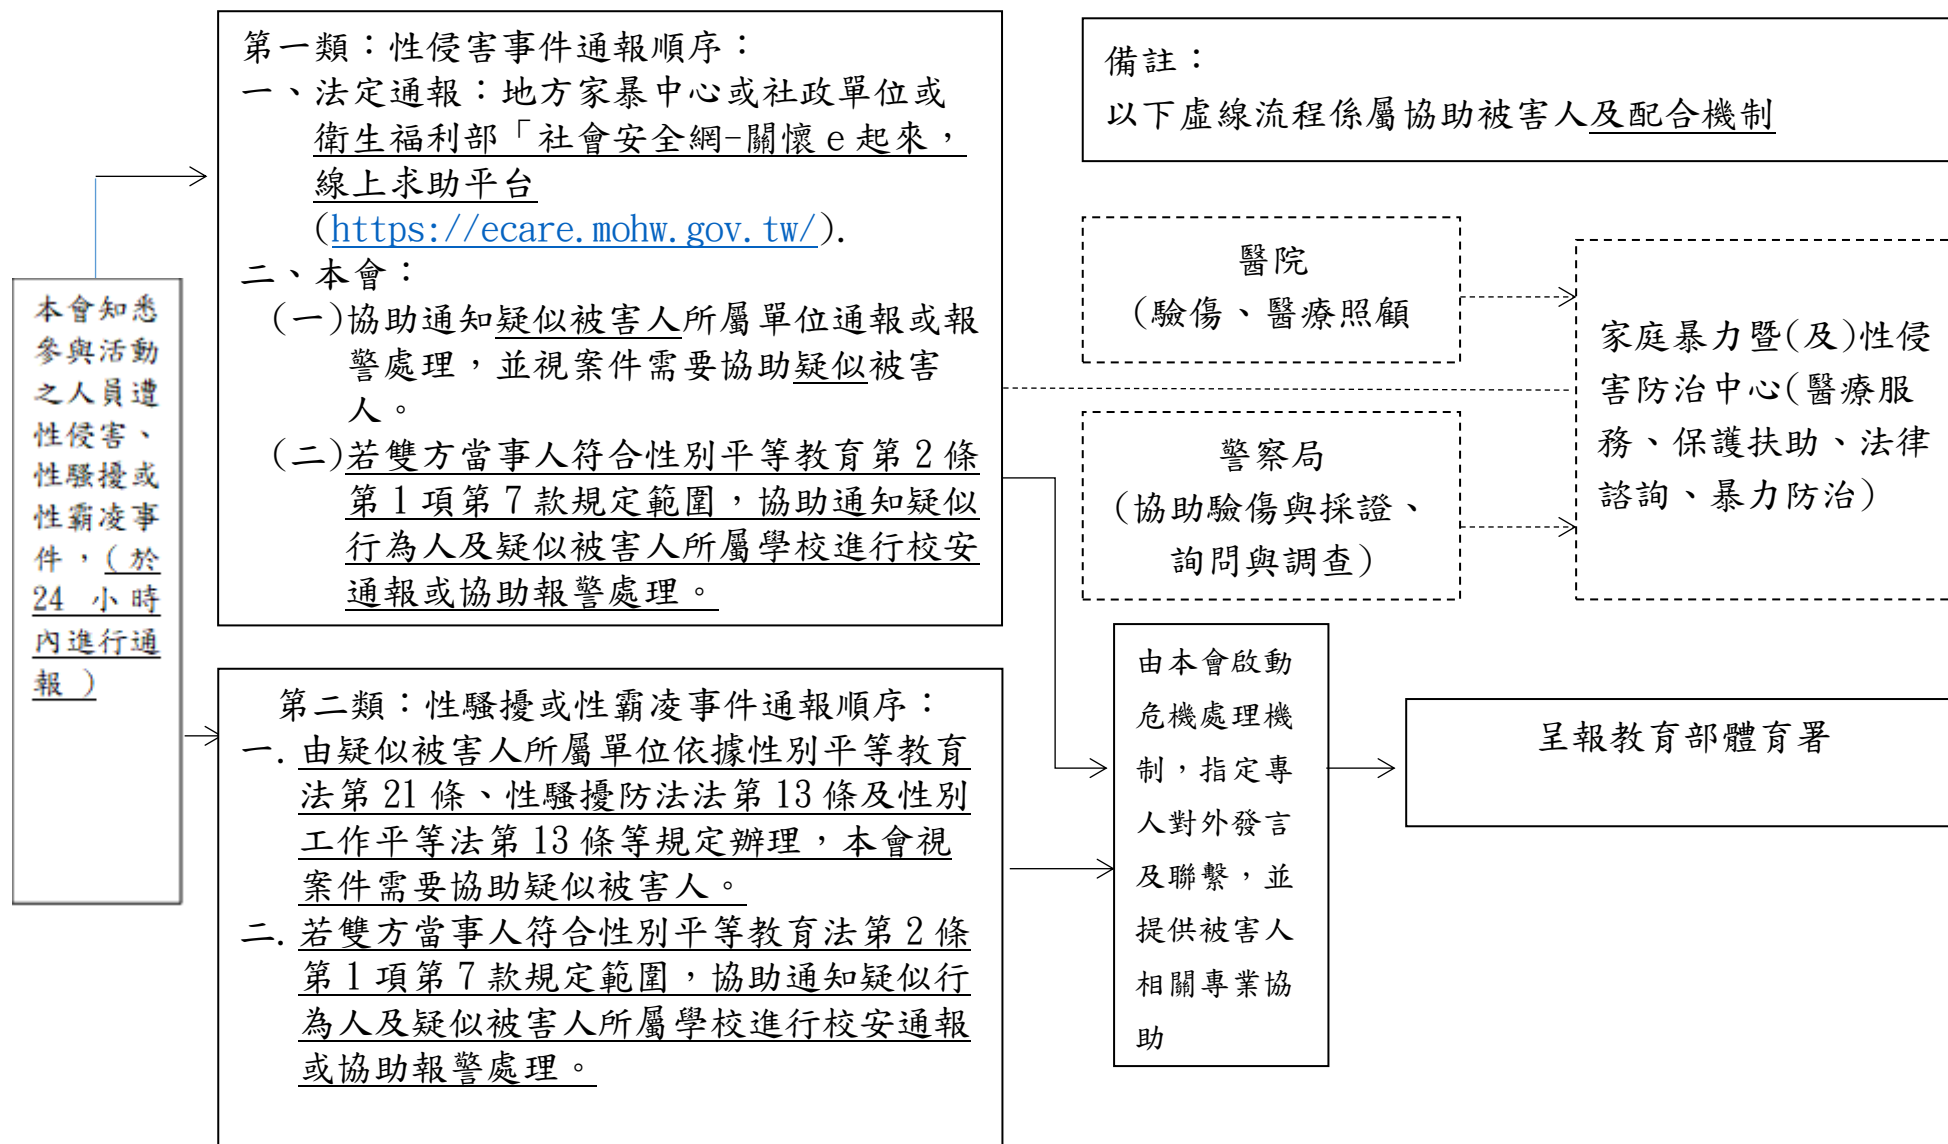 本會知悉
參與活動
之人員遭
性侵害、
性騷擾或
性霸凌事
件，(於
24 小時
內進行通
報)
第一類：性侵害事件通報順序：
一、法定通報：地方家暴中心或社政單位或
衛生福利部「社會安全網-關懷 e 起來，
線上求助平台
(https://ecare.mohw.gov.tw/).
二、本會：
(一)協助通知疑似被害人所屬單位通報或報
警處理，並視案件需要協助疑似被害
人。
(二)若雙方當事人符合性別平等教育第 2 條
第 1 項第 7 款規定範圍，協助通知疑似
行為人及疑似被害人所屬學校進行校安
通報或協助報警處理。
第二類：性騷擾或性霸凌事件通報順序：
一. 由疑似被害人所屬單位依據性別平等教育
法第 21 條、性騷擾防法法第 13 條及性別
工作平等法第 13 條等規定辦理，本會視
案件需要協助疑似被害人。
二. 若雙方當事人符合性別平等教育法第 2 條
第 1 項第 7 款規定範圍，協助通知疑似行
為人及疑似被害人所屬學校進行校安通報
或協助報警處理。
備註：
以下虛線流程係屬協助被害人及配合機制
醫院
(驗傷、醫療照顧
警察局
(協助驗傷與採證、
詢問與調查)
家庭暴力暨(及)性侵
害防治中心(醫療服
務、保護扶助、法律
諮詢、暴力防治)
由本會啟動
危機處理機
制，指定專
人對外發言
及聯繫，並
提供被害人
相關專業協
助
呈報教育部體育署